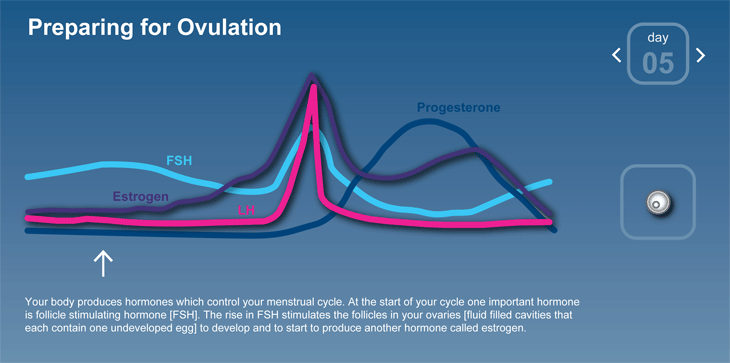 Preparing for Ovulation
day
05
Progesterone
FSH
Estrogen
LH
Your body produces hormones which control your menstrual cycle. At the start of your cycle one important hormone
is follicle stimulating hormone [FSH]. The rise in FSH stimulates the follicles in your ovaries [fluid filled cavities that
each contain one undeveloped egg] to develop and to start to produce another hormone called estrogen.